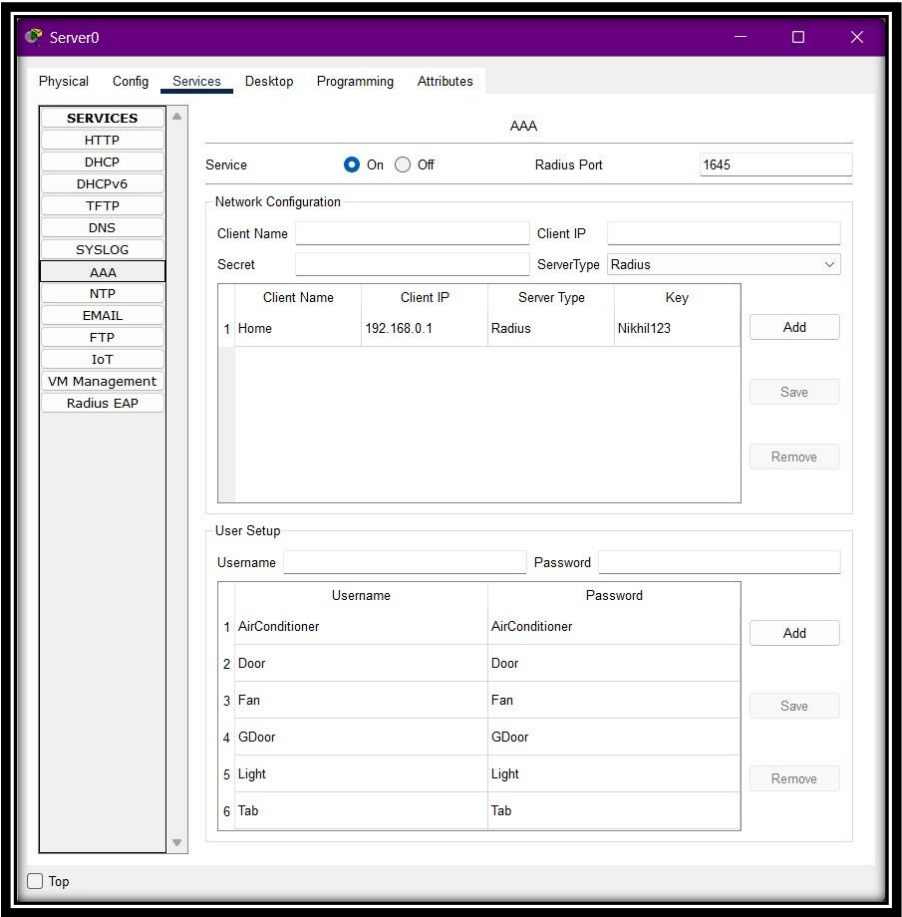 Server0
Physical Config Services Desktop Programming Attributes
SERVICES
HTTP
DHCP
DHCPv6
TFTP
DNS
SYSLOG
AAA
NTP
EMAIL
FTP
IoT
VM Management
Radius EAP
AAA
Service On Off Radius Port 1645
Network Configuration
Client Name Client IP
Secret ServerType Radius
Client Name Client IP Server Type Key
1 Home 192.168.0.1 Radius Nikhil123
Add
Save
Remove
User Setup
Username Password
Username Password
1 AirConditioner AirConditioner
2 Door Door
3 Fan Fan
4 GDoor GDoor
5 Light Light
6 Tab Tab
Add
Save
Remove
Top